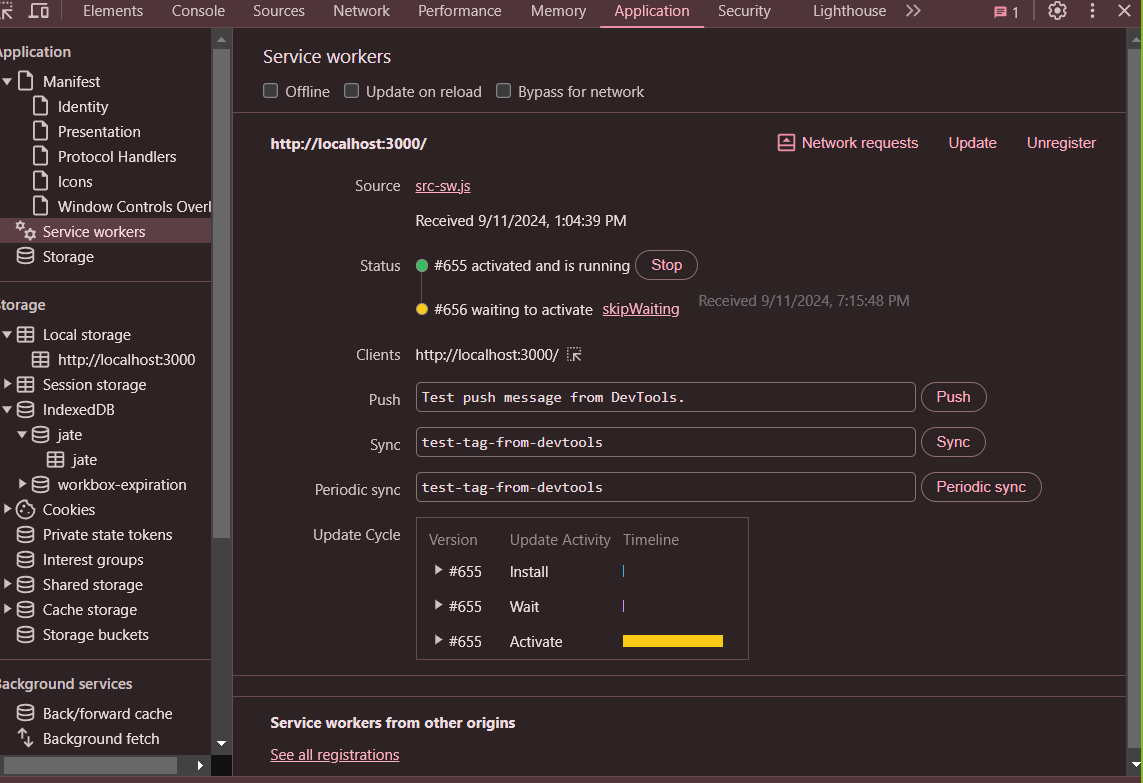 Elements Console Sources Network Performance Memory Application Security Lighthouse 1
Application
Manifest
Identity
Presentation
Protocol Handlers
Icons
Window Controls Overl
Service workers
Storage
Storage
Local storage
http://localhost:3000
Session storage
IndexedDB
jate
jate
workbox-expiration
Cookies
Private state tokens
Interest groups
Shared storage
Cache storage
Storage buckets
Background services
Back/forward cache
Background fetch
Service workers
Offline Update on reload Bypass for network
http://localhost:3000/ Network requests Update Unregister
Source src-sw.js
Received 9/11/2024, 1:04:39 PM
Status #655 activated and is running Stop
#656 waiting to activate skipWaiting Received 9/11/2024, 7:15:48 PM
Clients http://localhost:3000/
Push Test push message from DevTools. Push
Sync test-tag-from-devtools Sync
Periodic sync test-tag-from-devtools Periodic sync
Update Cycle Version Update Activity Timeline
#655 Install
#655 Wait
#655 Activate
Service workers from other origins
See all registrations